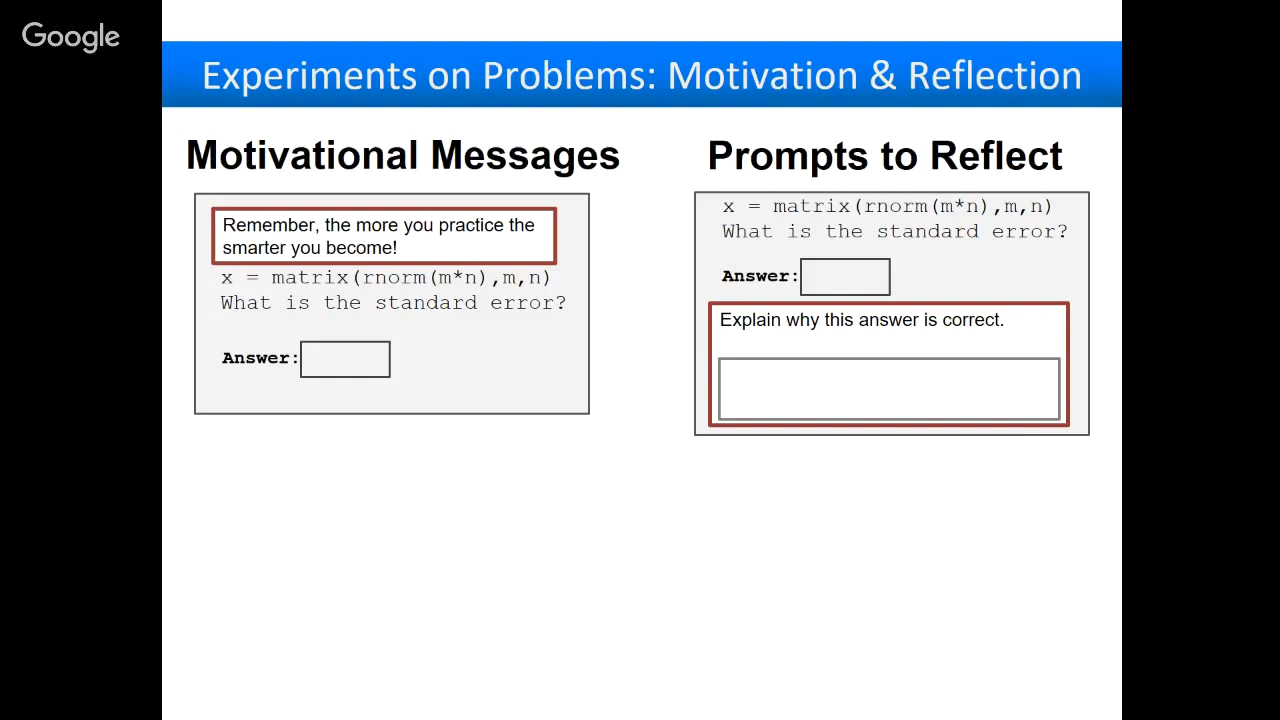 Google
Experiments on Problems: Motivation & Reflection
Motivational Messages
Remember, the more you practice the
smarter you become!
x = matrix(rnorm(m*n),m,n)
What is the standard error?
Answer:
Prompts to Reflect
x = matrix(rnorm(m*n),m,n)
What is the standard error?
Answer:
Explain why this answer is correct.